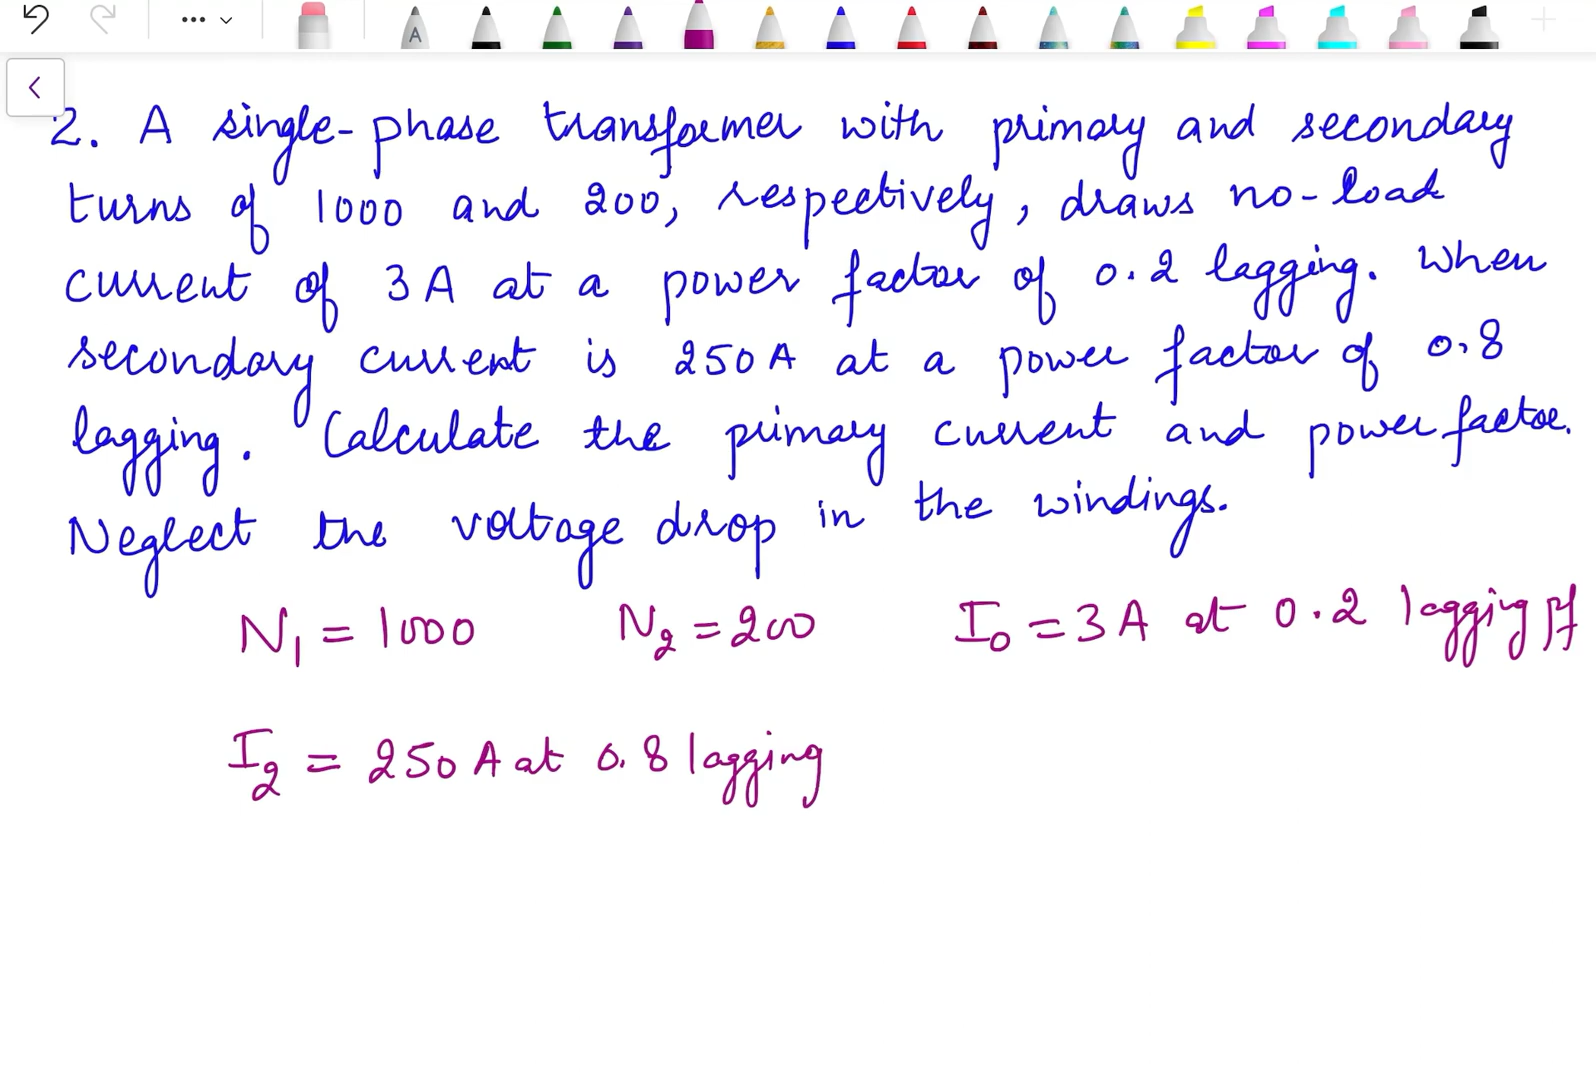 A
2. A single-phase transformer with primary and secondary
turns of 1000 and 200, respectively, draws no-load
current of 3 A at a power factor of 0.2 lagging. When
secondary current is 250 A at a power factor of 0.8
lagging. Calculate the primary current and power factor.
Neglect the voltage drop in the windings.
N₁ = 1000 N₂ = 200 I₀ = 3 A at 0.2 lagging pf
I₂ = 250 A at 0.8 lagging